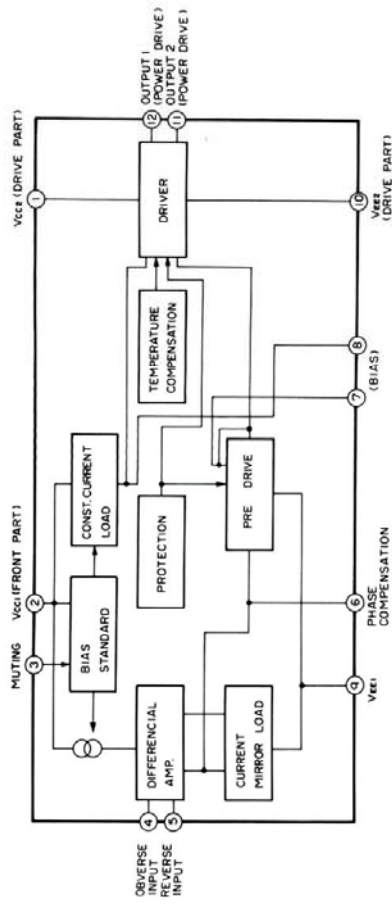 MUTING
VCC1(FRONT PART)
VCC2 (DRIVE PART)
3
2
1
BIAS
STANDARD
CONST. CURRENT
LOAD
OBVERSE
INPUT
REVERSE
INPUT
4
5
DIFFERENCIAL
AMP.
CURRENT
MIRROR LOAD
PROTECTION
TEMPERATURE
COMPENSATION
PRE DRIVE
DRIVER
12
11
OUTPUT 1
(POWER DRIVE)
OUTPUT 2
(POWER DRIVE)
9
6
7
8
10
VEE1
PHASE
COMPENSATION
(BIAS)
VEE2
(DRIVE PART)